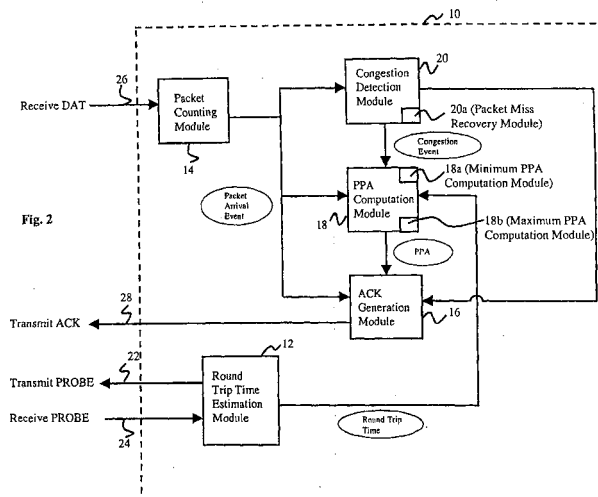 10
20
26
Receive DAT
Packet
Counting
Module
14
Congestion
Detection
Module
20a (Packet Miss
Recovery Module)
Congestion
Event
18a (Minimum PPA
Computation Module)
PPA
Computation
Module
18
Packet
Arrival
Event
18b (Maximum PPA
Computation Module)
Fig. 2
PPA
ACK
Generation
Module
16
28
Transmit ACK
12
22
Transmit PROBE
Round
Trip Time
Estimation
Module
Receive PROBE
24
Round Trip
Time